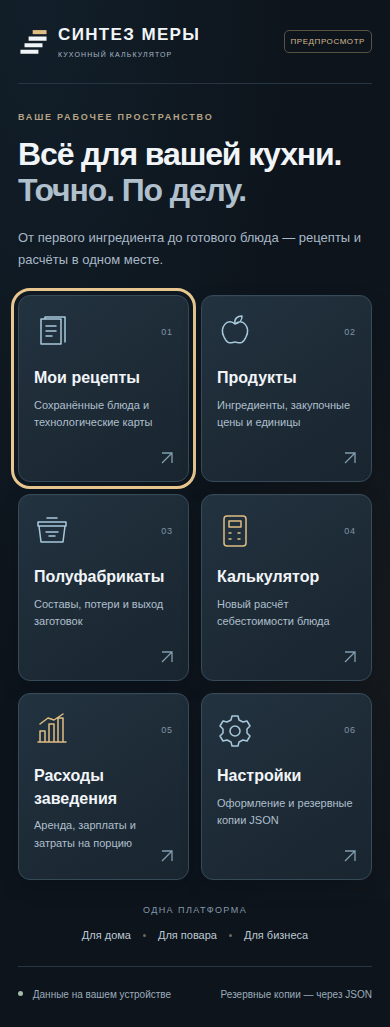 СИНТЕЗ МЕРЫ
КУХОННЫЙ КАЛЬКУЛЯТОР
ПРЕДПРОСМОТР
ВАШЕ РАБОЧЕЕ ПРОСТРАНСТВО
Всё для вашей кухни.
Точно. По делу.
От первого ингредиента до готового блюда — рецепты и
расчёты в одном месте.
01
Мои рецепты
Сохранённые блюда и
технологические карты
02
Продукты
Ингредиенты, закупочные
цены и единицы
03
Полуфабрикаты
Составы, потери и выход
заготовок
04
Калькулятор
Новый расчёт
себестоимости блюда
05
Расходы
заведения
Аренда, зарплаты и
затраты на порцию
06
Настройки
Оформление и резервные
копии JSON
ОДНА ПЛАТФОРМА
Для дома • Для повара • Для бизнеса
Данные на вашем устройстве
Резервные копии — через JSON